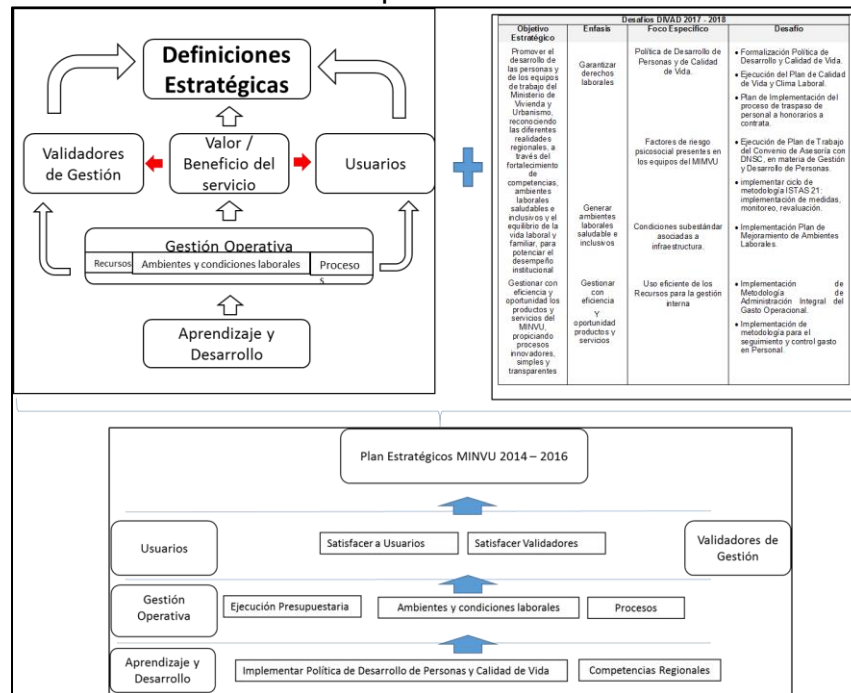 Definiciones
Estratégicas
Validadores
de Gestión
Valor /
Beneficio del
servicio
Usuarios
Gestión Operativa
Recursos
Ambientes y condiciones laborales
Proceso
s
Aprendizaje y
Desarrollo
Desafíos DIVAD 2017 - 2018
Objetivo
Estratégico
Enfasis
Foco Específico
Desafío
Promover el
desarrollo de
las personas y
de los equipos
de trabajo del
Ministerio de
Vivienda y
Urbanismo,
reconociendo
las diferentes
realidades
regionales, a
través del
fortalecimiento
de
competencias,
ambientes
laborales
saludables e
inclusivos y el
equilibrio de la
vida laboral y
familiar, para
potenciar el
desempeño
institucional
Garantizar
derechos
laborales
Política de Desarrollo de
Personas y de Calidad
de Vida.
• Formalización Política de
Desarrollo y Calidad de Vida.
• Ejecución del Plan de Calidad
de Vida y Clima Laboral.
• Plan de Implementación del
proceso de traspaso de
personal a honorarios a
contrata.
Generar
ambientes
laborales
saludable e
inclusivos
Factores de riesgo
psicosocial presentes en
los equipos del MIMVU
• Ejecución de Plan de Trabajo
del Convenio de Asesoría con
DNSC, en materia de Gestión
y Desarrollo de Personas.
• implementar ciclo de
metodología ISTAS 21:
implementación de medidas,
monitoreo, revaluación.
Condiciones subestándar
asociadas a
infraestructura.
• Implementación Plan de
Mejoramiento de Ambientes
Laborales.
Gestionar con
eficiencia y
oportunidad los
productos y
servicios del
MINVU,
propiciando
procesos
innovadores,
simples y
transparentes
Gestionar
con
eficiencia
Y
oportunidad
productos y
servicios
Uso eficiente de los
Recursos para la gestión
interna
• Implementación de
Metodología de
Administración Integral del
Gasto Operacional.
• Implementación de
metodología para el
seguimiento y control gasto
en Personal.
Plan Estratégicos MINVU 2014 – 2016
Usuarios
Satisfacer a Usuarios
Satisfacer Validadores
Validadores de
Gestión
Gestión
Operativa
Ejecución Presupuestaria
Ambientes y condiciones laborales
Procesos
Aprendizaje y
Desarrollo
Implementar Política de Desarrollo de Personas y Calidad de Vida
Competencias Regionales